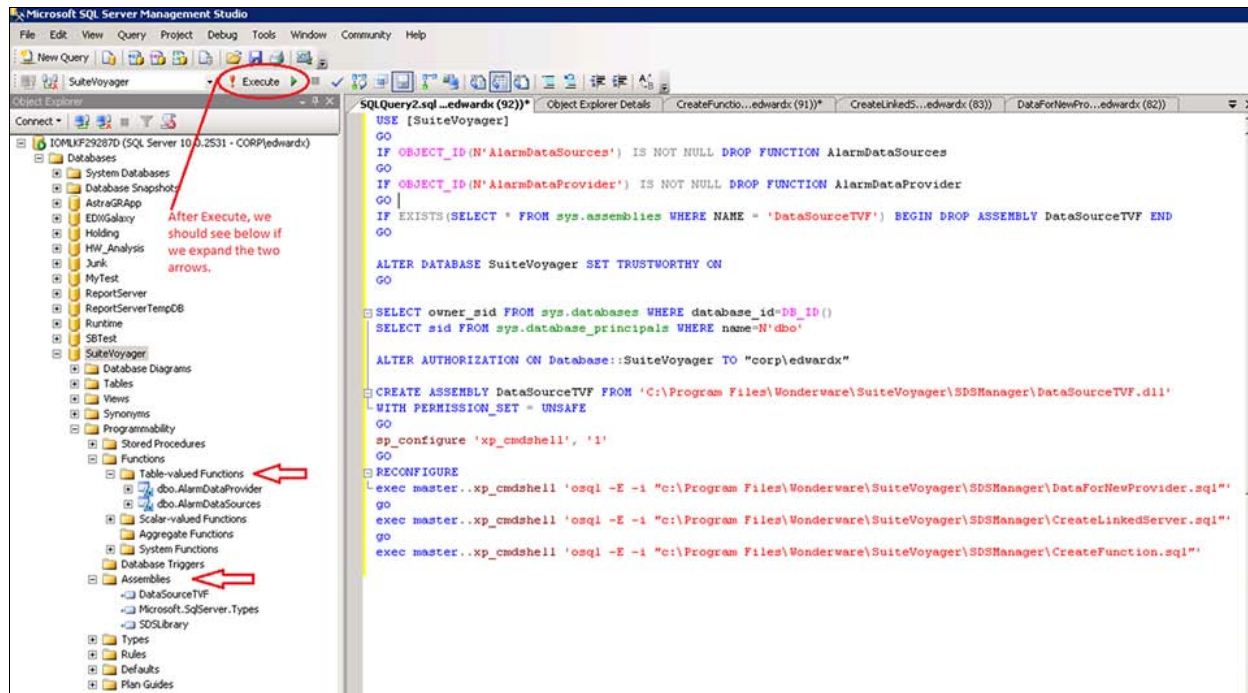 Microsoft SQL Server Management Studio
File Edit View Query Project Debug Tools Window Community Help
New Query
SuiteVoyager Execute
Object Explorer
Connect
IOMLKF29287D (SQL Server 10.0.2531 - CORP\edwardx)
Databases
System Databases
Database Snapshots
AstraGRApp
EDXGalaxy
Holding
HW_Analysis
Junk
MyTest
ReportServer
ReportServerTempDB
Runtime
SBTest
SuiteVoyager
Database Diagrams
Tables
Views
Synonyms
Programmability
Stored Procedures
Functions
Table-valued Functions
dbo.AlarmDataProvider
dbo.AlarmDataSources
Scalar-valued Functions
Aggregate Functions
System Functions
Database Triggers
Assemblies
DataSourceTVF
Microsoft.SqlServer.Types
SDSLibrary
Types
Rules
Defaults
Plan Guides
After Execute, we
should see below if
we expand the two
arrows.
SQLQuery2.sql ...edwardx (92))* Object Explorer Details CreateFunctio...edwardx (91))* CreateLinkedS...edwardx (83)) DataForNewPro...edwardx (82))
USE [SuiteVoyager]
GO
IF OBJECT_ID(N'AlarmDataSources') IS NOT NULL DROP FUNCTION AlarmDataSources
GO
IF OBJECT_ID(N'AlarmDataProvider') IS NOT NULL DROP FUNCTION AlarmDataProvider
GO
IF EXISTS(SELECT * FROM sys.assemblies WHERE NAME = 'DataSourceTVF') BEGIN DROP ASSEMBLY DataSourceTVF END
GO
ALTER DATABASE SuiteVoyager SET TRUSTWORTHY ON
GO
SELECT owner_sid FROM sys.databases WHERE database_id=DB_ID()
SELECT sid FROM sys.database_principals WHERE name=N'dbo'
ALTER AUTHORIZATION ON Database::SuiteVoyager TO "corp\edwardx"
CREATE ASSEMBLY DataSourceTVF FROM 'C:\Program Files\Wonderware\SuiteVoyager\SDSManager\DataSourceTVF.dll'
WITH PERMISSION_SET = UNSAFE
GO
sp_configure 'xp_cmdshell', '1'
GO
RECONFIGURE
exec master..xp_cmdshell 'osql -E -i "c:\Program Files\Wonderware\SuiteVoyager\SDSManager\DataForNewProvider.sql"'
go
exec master..xp_cmdshell 'osql -E -i "c:\Program Files\Wonderware\SuiteVoyager\SDSManager\CreateLinkedServer.sql"'
go
exec master..xp_cmdshell 'osql -E -i "c:\Program Files\Wonderware\SuiteVoyager\SDSManager\CreateFunction.sql"'